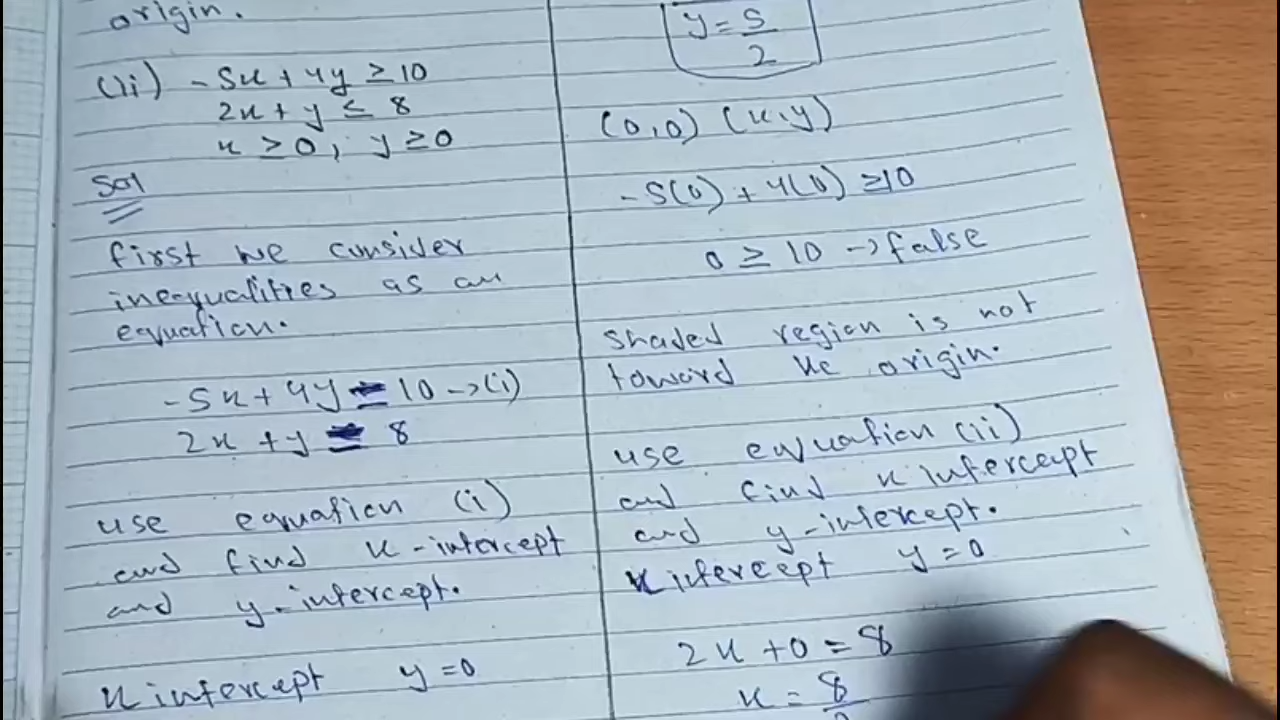 origin.
(ii) -5x + 4y ≥ 10
2x + y ≤ 8
x ≥ 0, y ≥ 0
Sol
first we consider
inequalities as an
equation.
-5x + 4y = 10 → (i)
2x + y = 8
use equation (i)
and find x-intercept
and y-intercept.
x intercept y = 0
y = 5/2
(0,0) (x,y)
-5(0) + 4(0) ≥ 10
0 ≥ 10 → false
shaded region is not
toward the origin.
use equation (ii)
and find x intercept
and y-intercept.
x intercept y = 0
2x + 0 = 8
x = 8